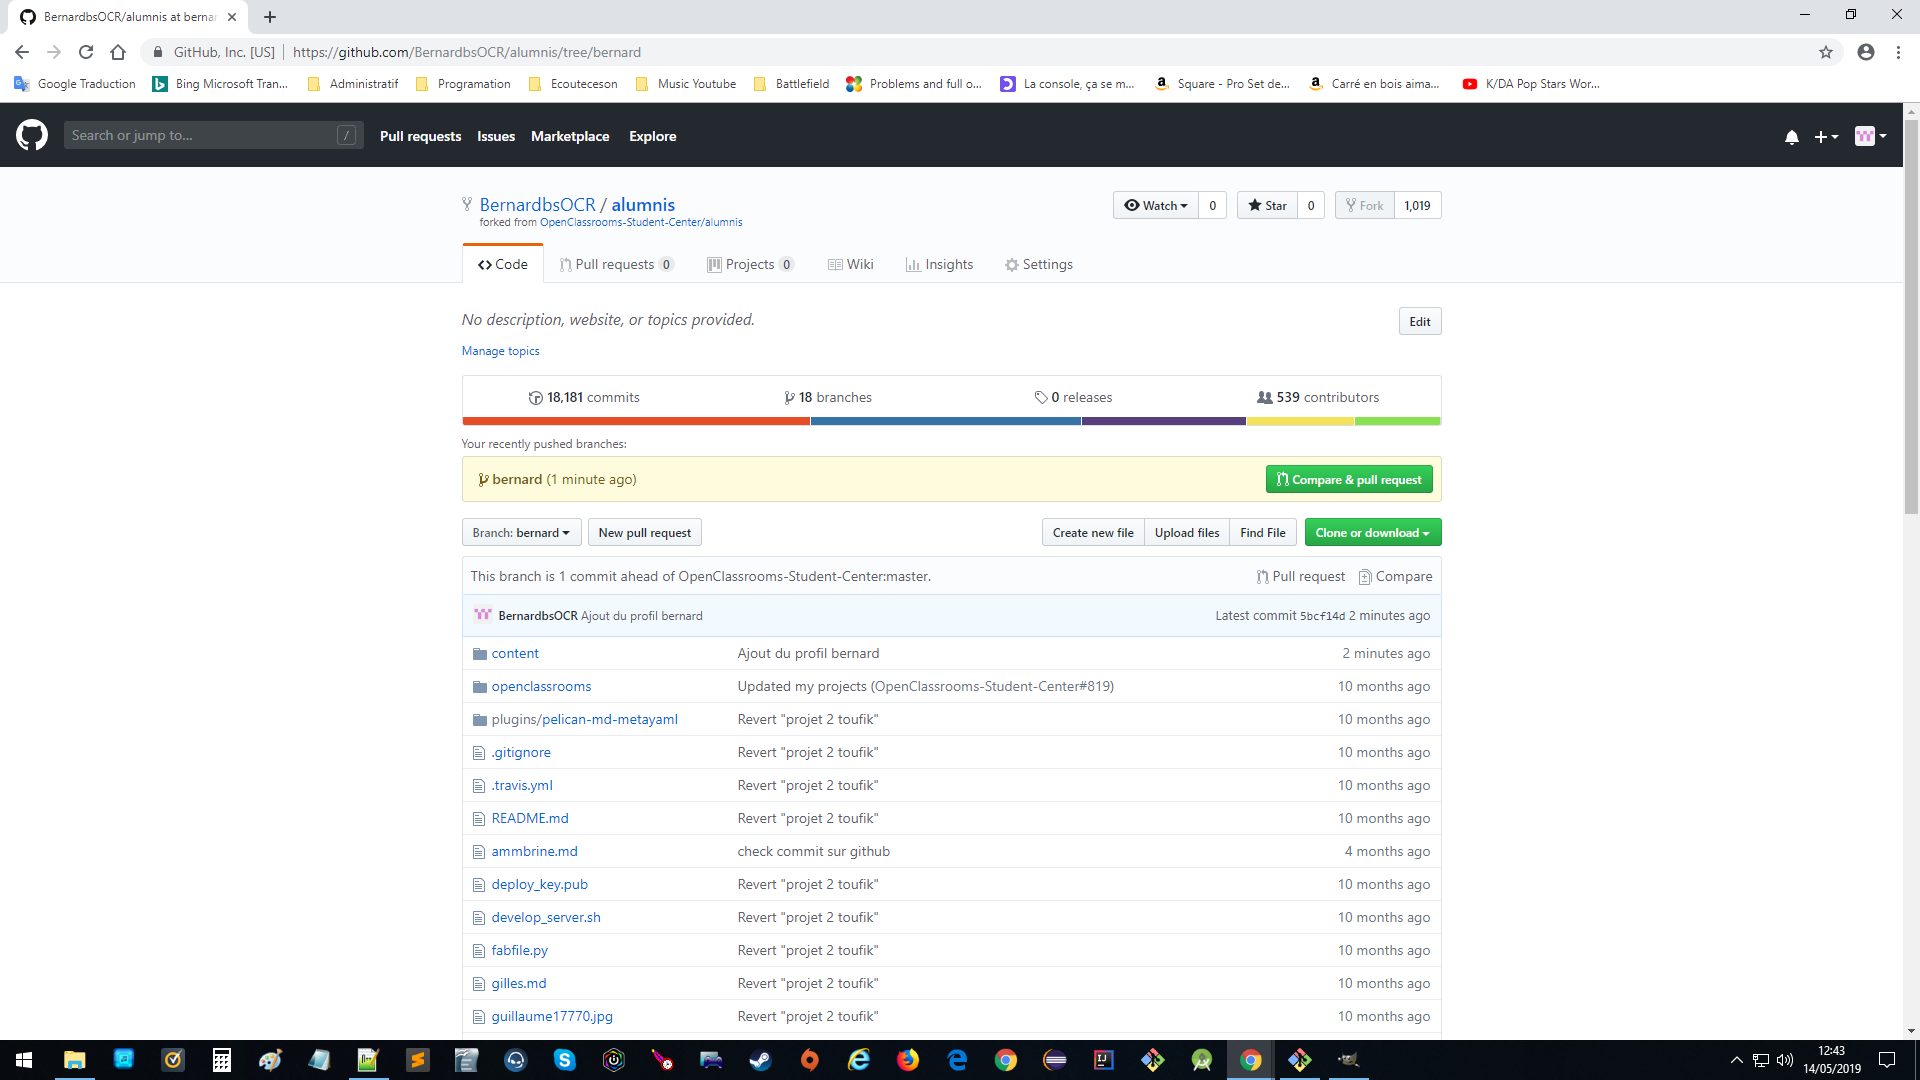 BernardbsOCR/alumnis at bernar
GitHub, Inc. [US] https://github.com/BernardbsOCR/alumnis/tree/bernard
Google Traduction Bing Microsoft Tran... Administratif Programation Ecouteceson Music Youtube Battlefield Problems and full o... La console, ça se m... Square - Pro Set de... Carré en bois aima... K/DA Pop Stars Wor...
Search or jump to... / Pull requests Issues Marketplace Explore
BernardbsOCR / alumnis Watch 0 Star 0 Fork 1,019
forked from OpenClassrooms-Student-Center/alumnis
Code Pull requests 0 Projects 0 Wiki Insights Settings
No description, website, or topics provided. Edit
Manage topics
18,181 commits 18 branches 0 releases 539 contributors
Your recently pushed branches:
bernard (1 minute ago) Compare & pull request
Branch: bernard New pull request Create new file Upload files Find File Clone or download
This branch is 1 commit ahead of OpenClassrooms-Student-Center:master. Pull request Compare
BernardbsOCR Ajout du profil bernard Latest commit 5bcf14d 2 minutes ago
content Ajout du profil bernard 2 minutes ago
openclassrooms Updated my projects (OpenClassrooms-Student-Center#819) 10 months ago
plugins/pelican-md-metayaml Revert "projet 2 toufik" 10 months ago
.gitignore Revert "projet 2 toufik" 10 months ago
.travis.yml Revert "projet 2 toufik" 10 months ago
README.md Revert "projet 2 toufik" 10 months ago
ammbrine.md check commit sur github 4 months ago
deploy_key.pub Revert "projet 2 toufik" 10 months ago
develop_server.sh Revert "projet 2 toufik" 10 months ago
fabfile.py Revert "projet 2 toufik" 10 months ago
gilles.md Revert "projet 2 toufik" 10 months ago
guillaume17770.jpg Revert "projet 2 toufik" 10 months ago
12:43
14/05/2019